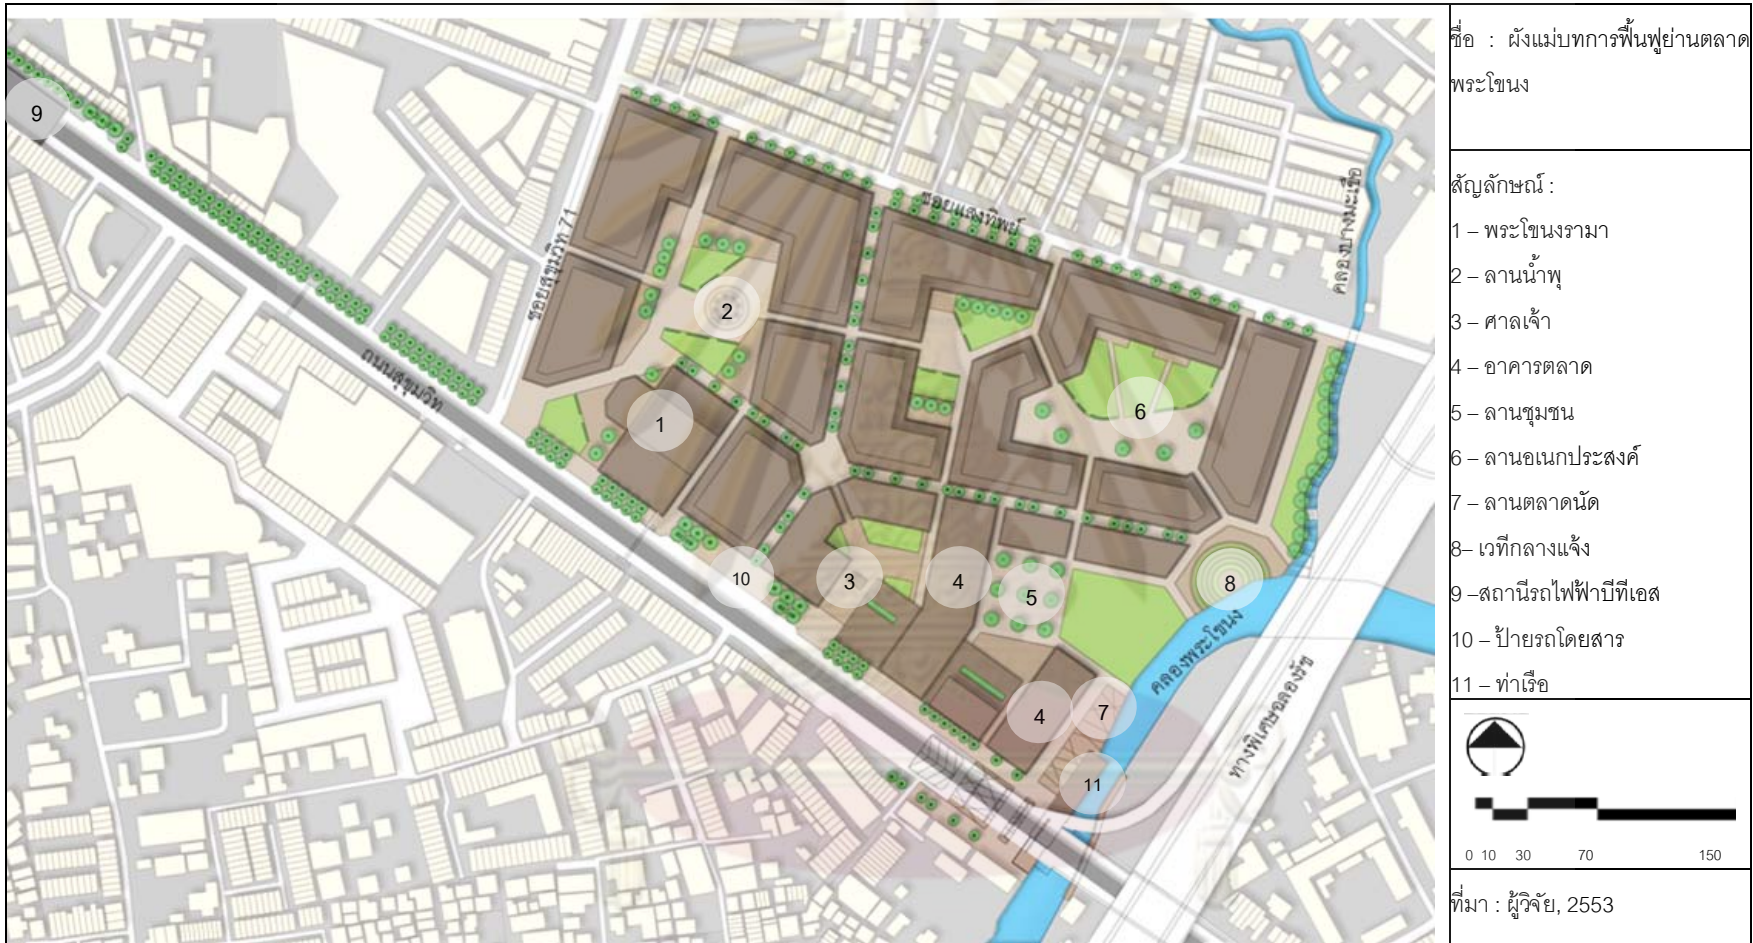 ชื่อ : ผังแม่บทการฟื้นฟูย่านตลาด
พระโขนง
สัญลักษณ์ :
1 – พระโขนงรามา
2 – ลานน้ำพุ
3 – ศาลเจ้า
4 – อาคารตลาด
5 – ลานชุมชน
6 – ลานอเนกประสงค์
7 – ลานตลาดนัด
8– เวทีกลางแจ้ง
9 –สถานีรถไฟฟ้าบีทีเอส
10 – ป้ายรถโดยสาร
11 – ท่าเรือ
0 10 30 70 150
ที่มา : ผู้วิจัย, 2553
9
ซอยสุขุมวิท 71
ซอยแสงทิพย์
คลองบางมะเขือ
ถนนสุขุมวิท
2
1
6
10
3
4
5
8
คลองพระโขนง
ทางพิเศษฉลองรัช
4
7
11